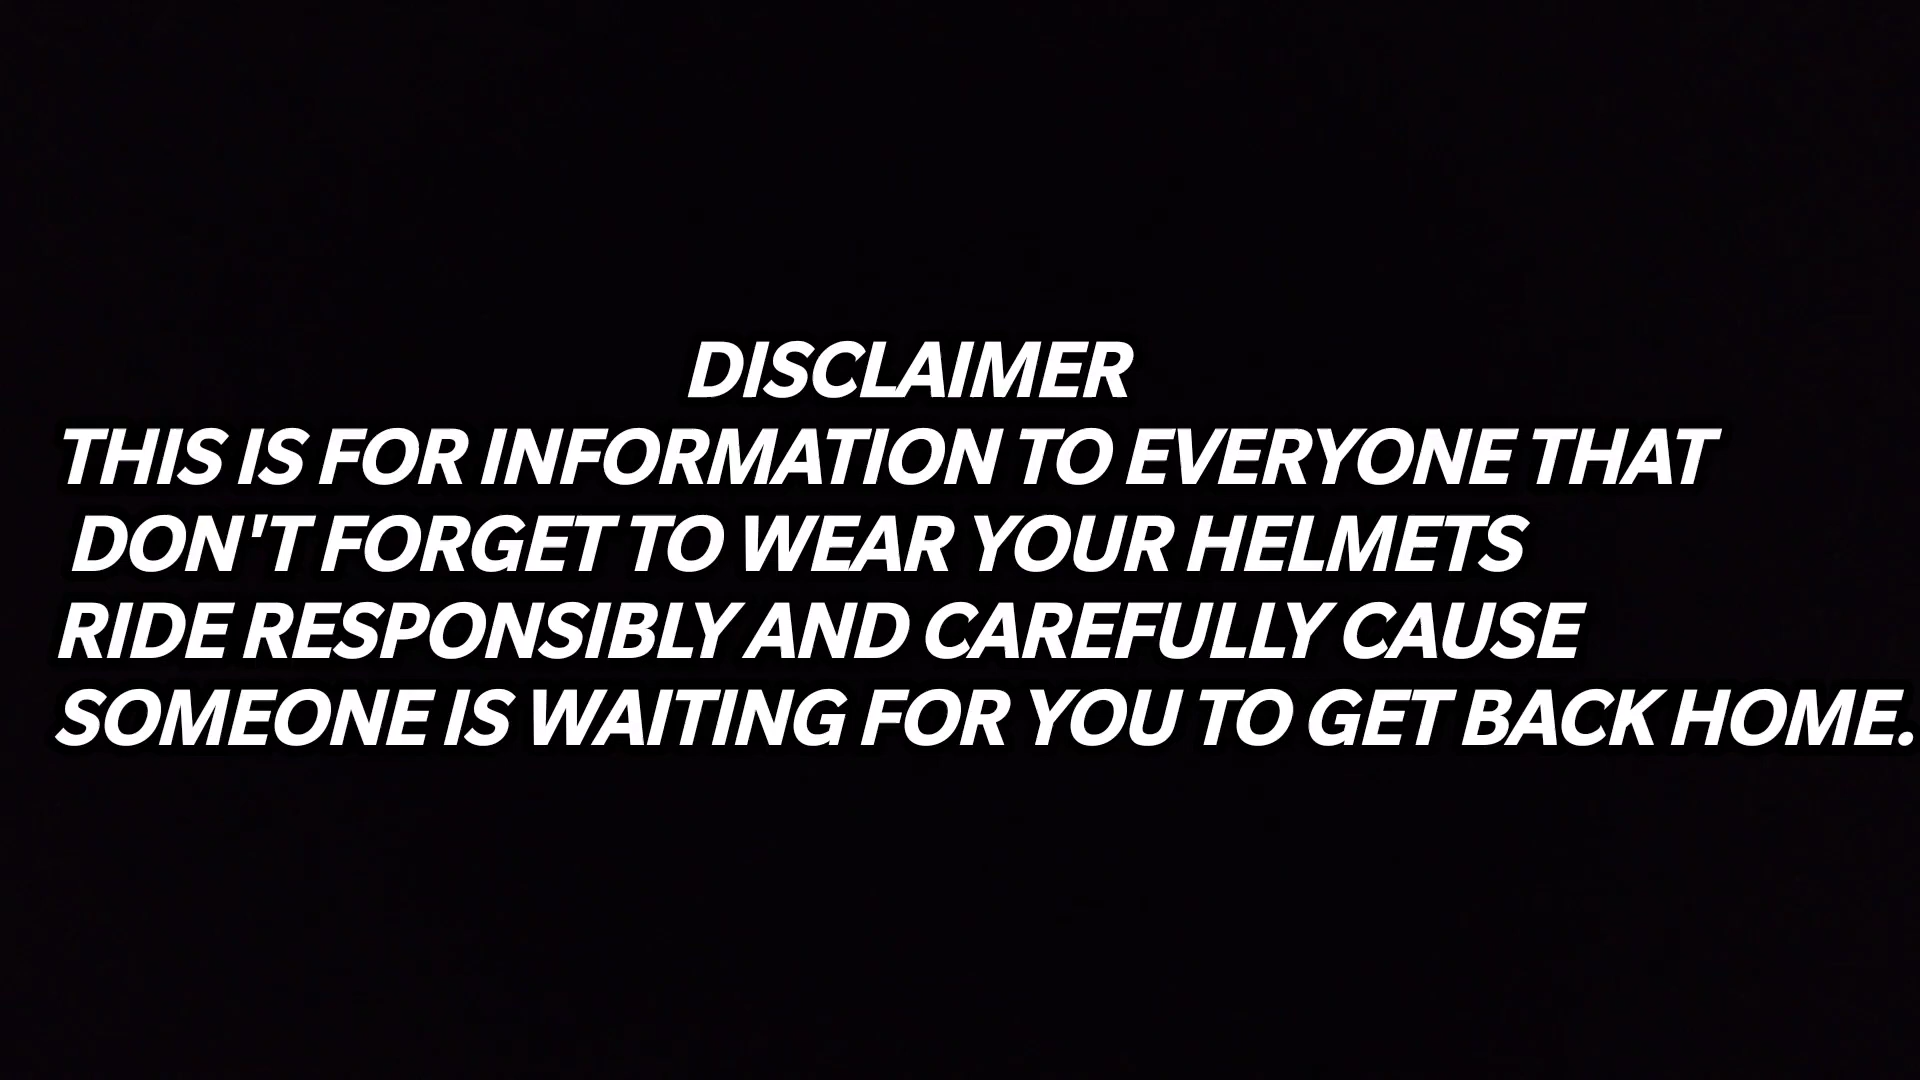 DISCLAIMER
THIS IS FOR INFORMATION TO EVERYONE THAT
DON'T FORGET TO WEAR YOUR HELMETS
RIDE RESPONSIBLY AND CAREFULLY CAUSE
SOMEONE IS WAITING FOR YOU TO GET BACK HOME.